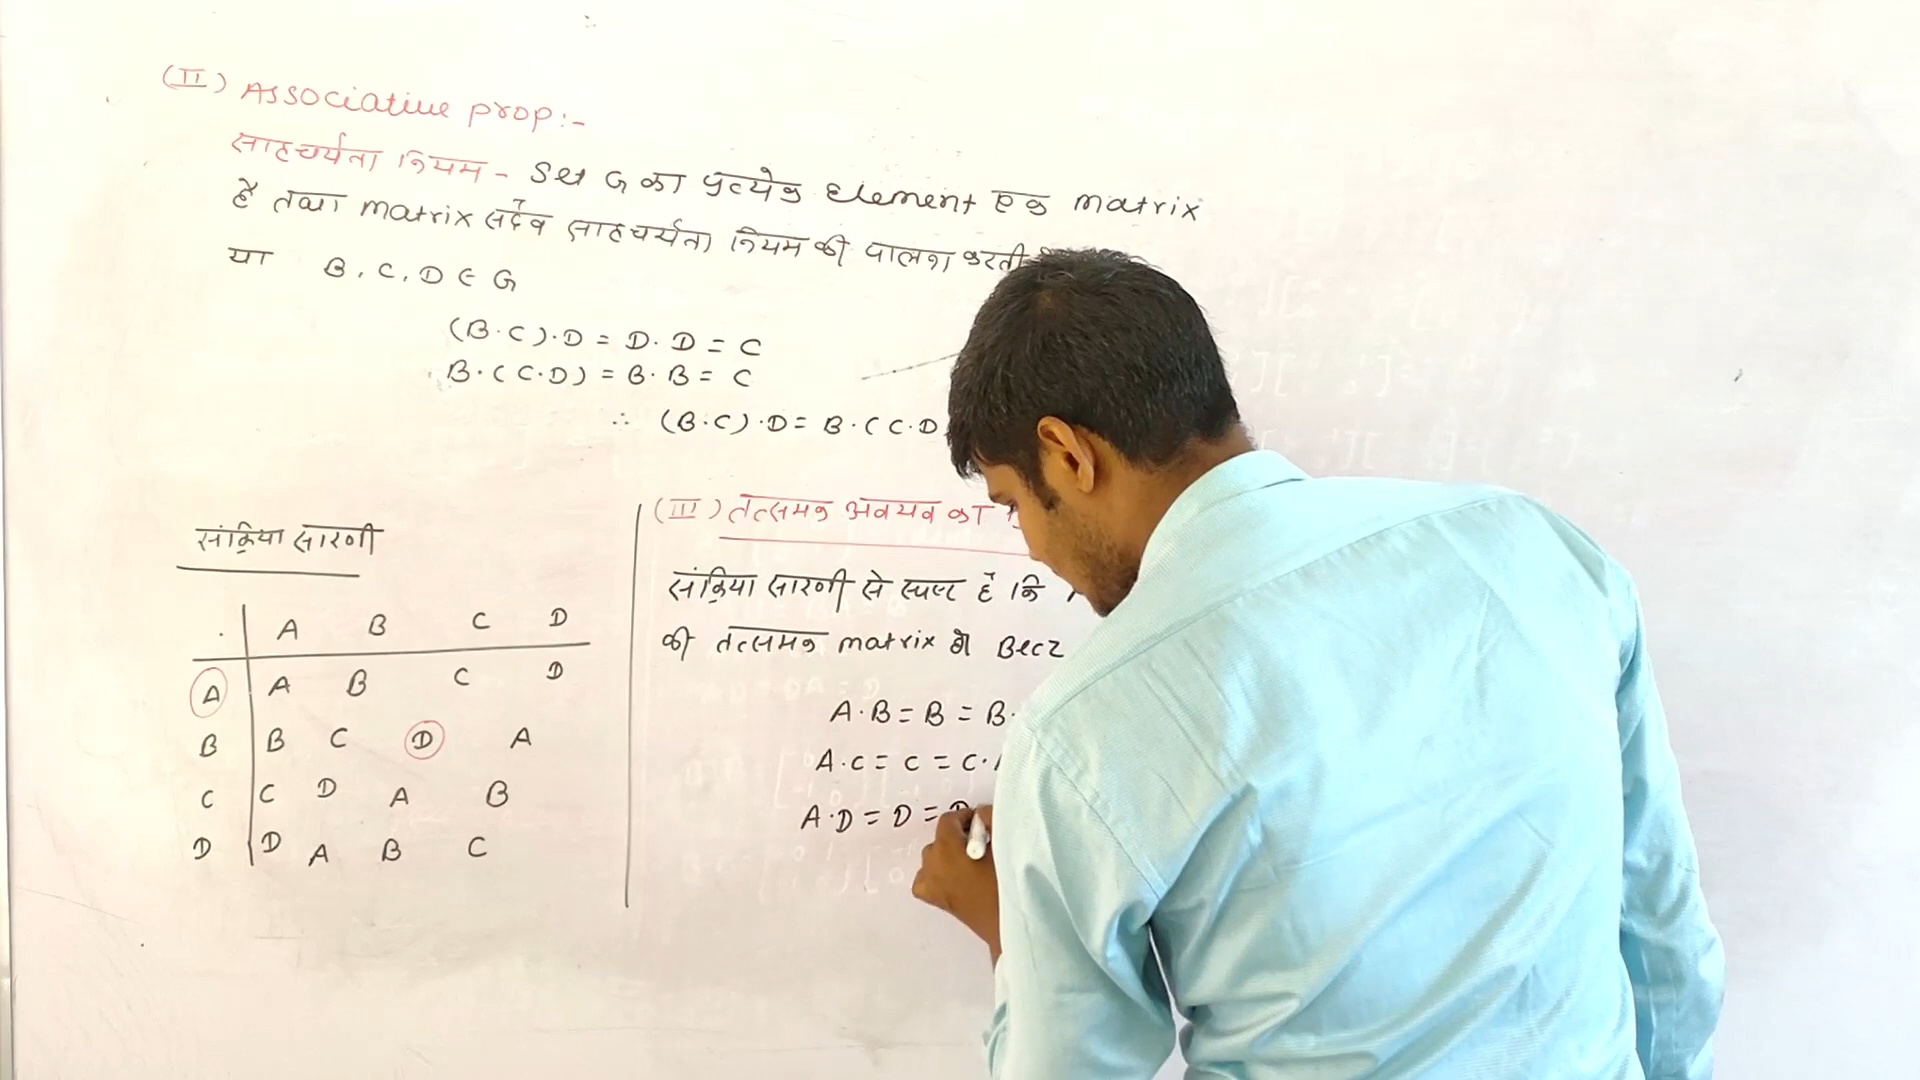 (II) Associative prop:-
साहचर्यता नियम - Set G का प्रत्येक Element एक matrix
है तथा matrix सदैव साहचर्यता नियम की पालना करती
या B, C, D ∈ G
(B·C)·D = D·D = C
B·(C·D) = B·B = C
∴ (B·C)·D = B·(C·D
संक्रिया सारणी
· A B C D
A A B C D
B B C D A
C C D A B
D D A B C
(III) तत्समक अवयव का
संक्रिया सारणी से स्पष्ट है कि
की तत्समक matrix है Becz
A·B = B = B·
A·C = C = C·
A·D = D = D